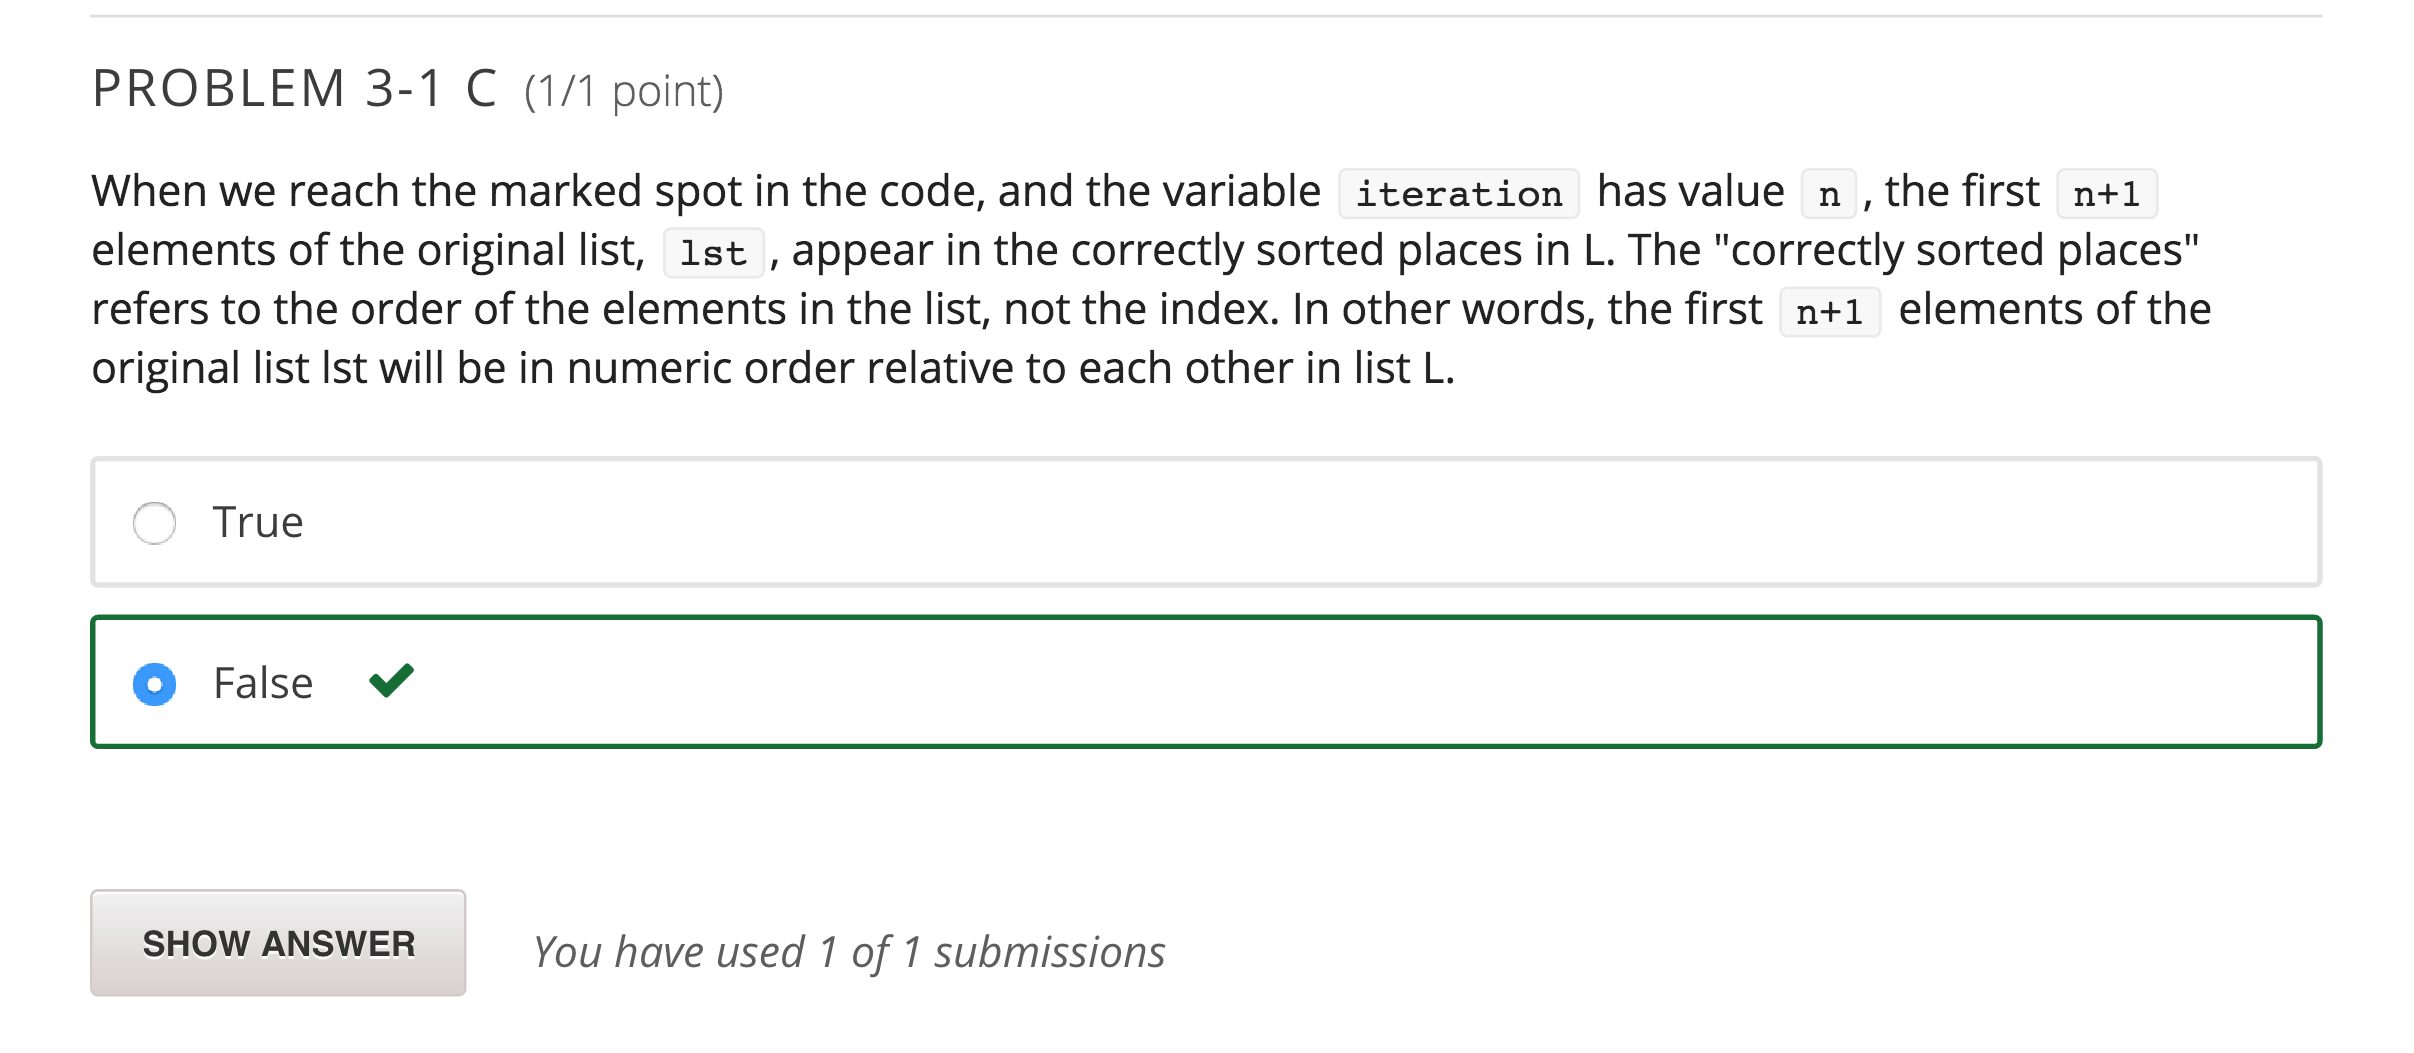 PROBLEM 3-1 C (1/1 point)
When we reach the marked spot in the code, and the variable iteration has value n, the first n+1
elements of the original list, lst, appear in the correctly sorted places in L. The "correctly sorted places"
refers to the order of the elements in the list, not the index. In other words, the first n+1 elements of the
original list lst will be in numeric order relative to each other in list L.
True
False
SHOW ANSWER You have used 1 of 1 submissions